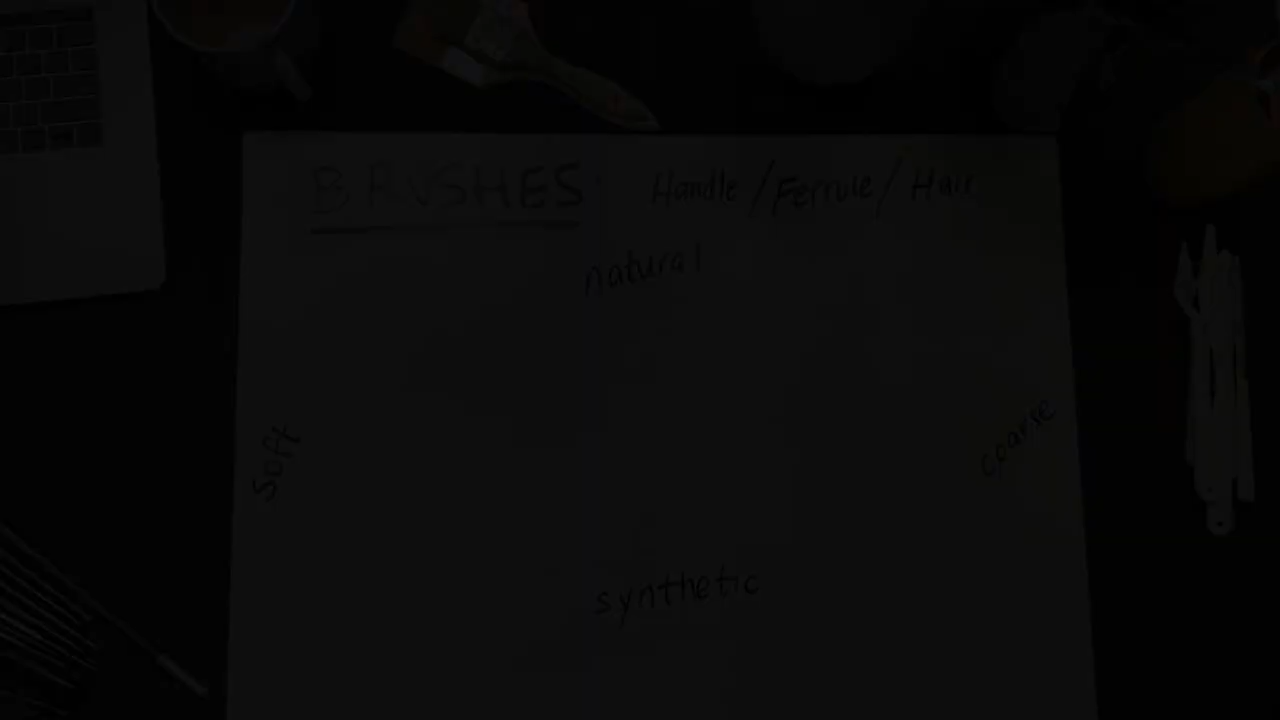 BRUSHES: Handle / Ferrule / Hair
natural
soft
coarse
synthetic